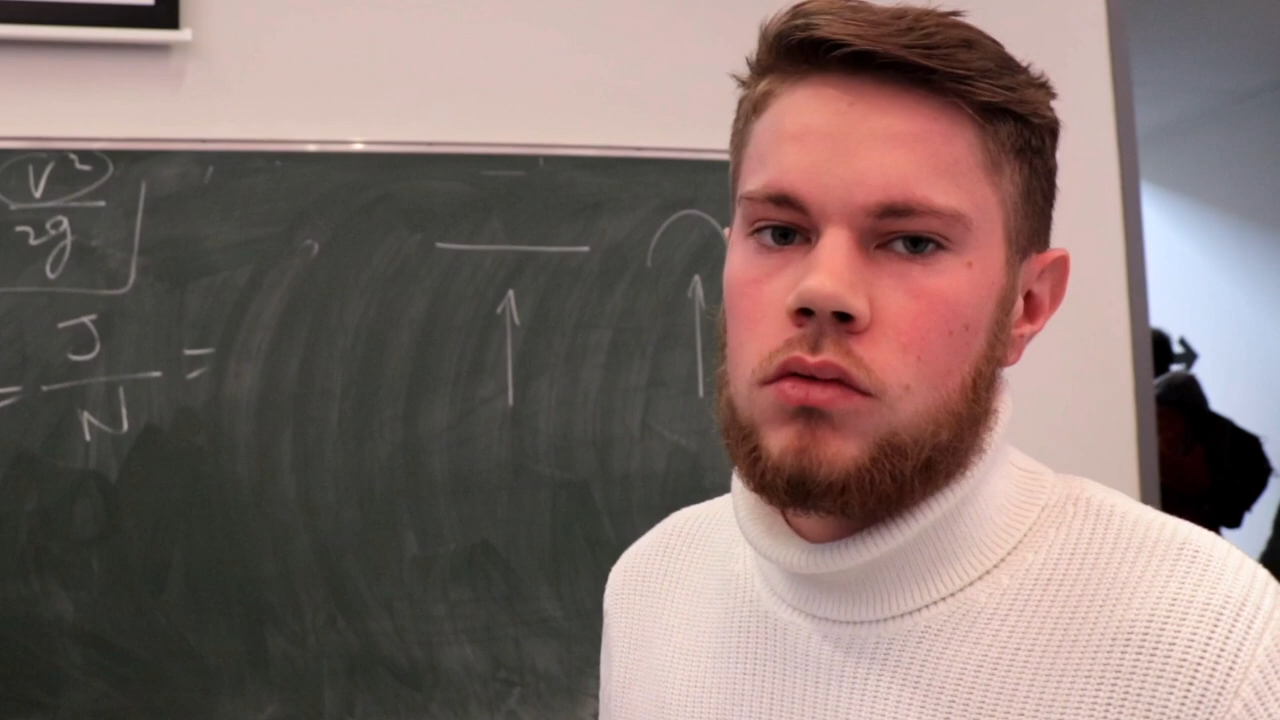 v²
2g
J
= — =
N